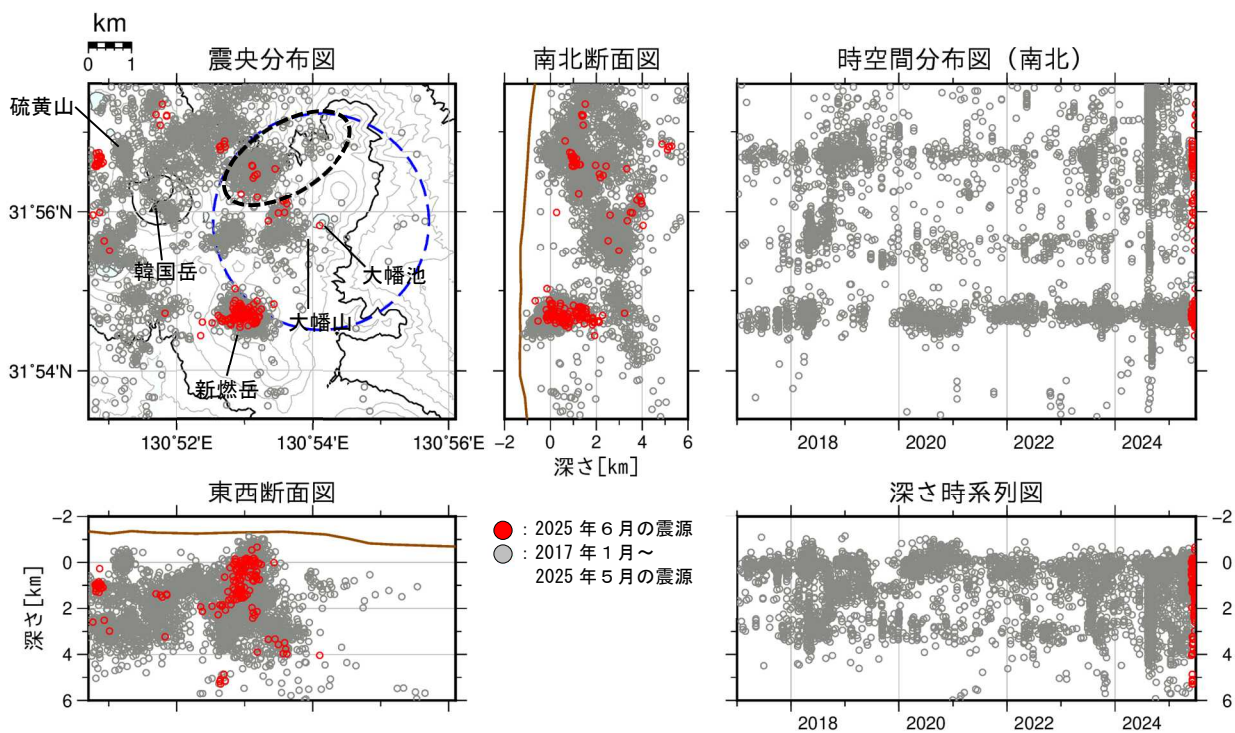 km
0 1
震央分布図
硫黄山
31°56'N
韓国岳
大幡池
大幡山
新燃岳
31°54'N
130°52'E 130°54'E 130°56'E
南北断面図
-2 0 2 4 6
深さ[km]
時空間分布図（南北）
2018 2020 2022 2024
東西断面図
-2
0
2
4
6
深さ[km]
：2025 年６月の震源
：2017 年１月～
2025 年５月の震源
深さ時系列図
-2
0
2
4
6
2018 2020 2022 2024